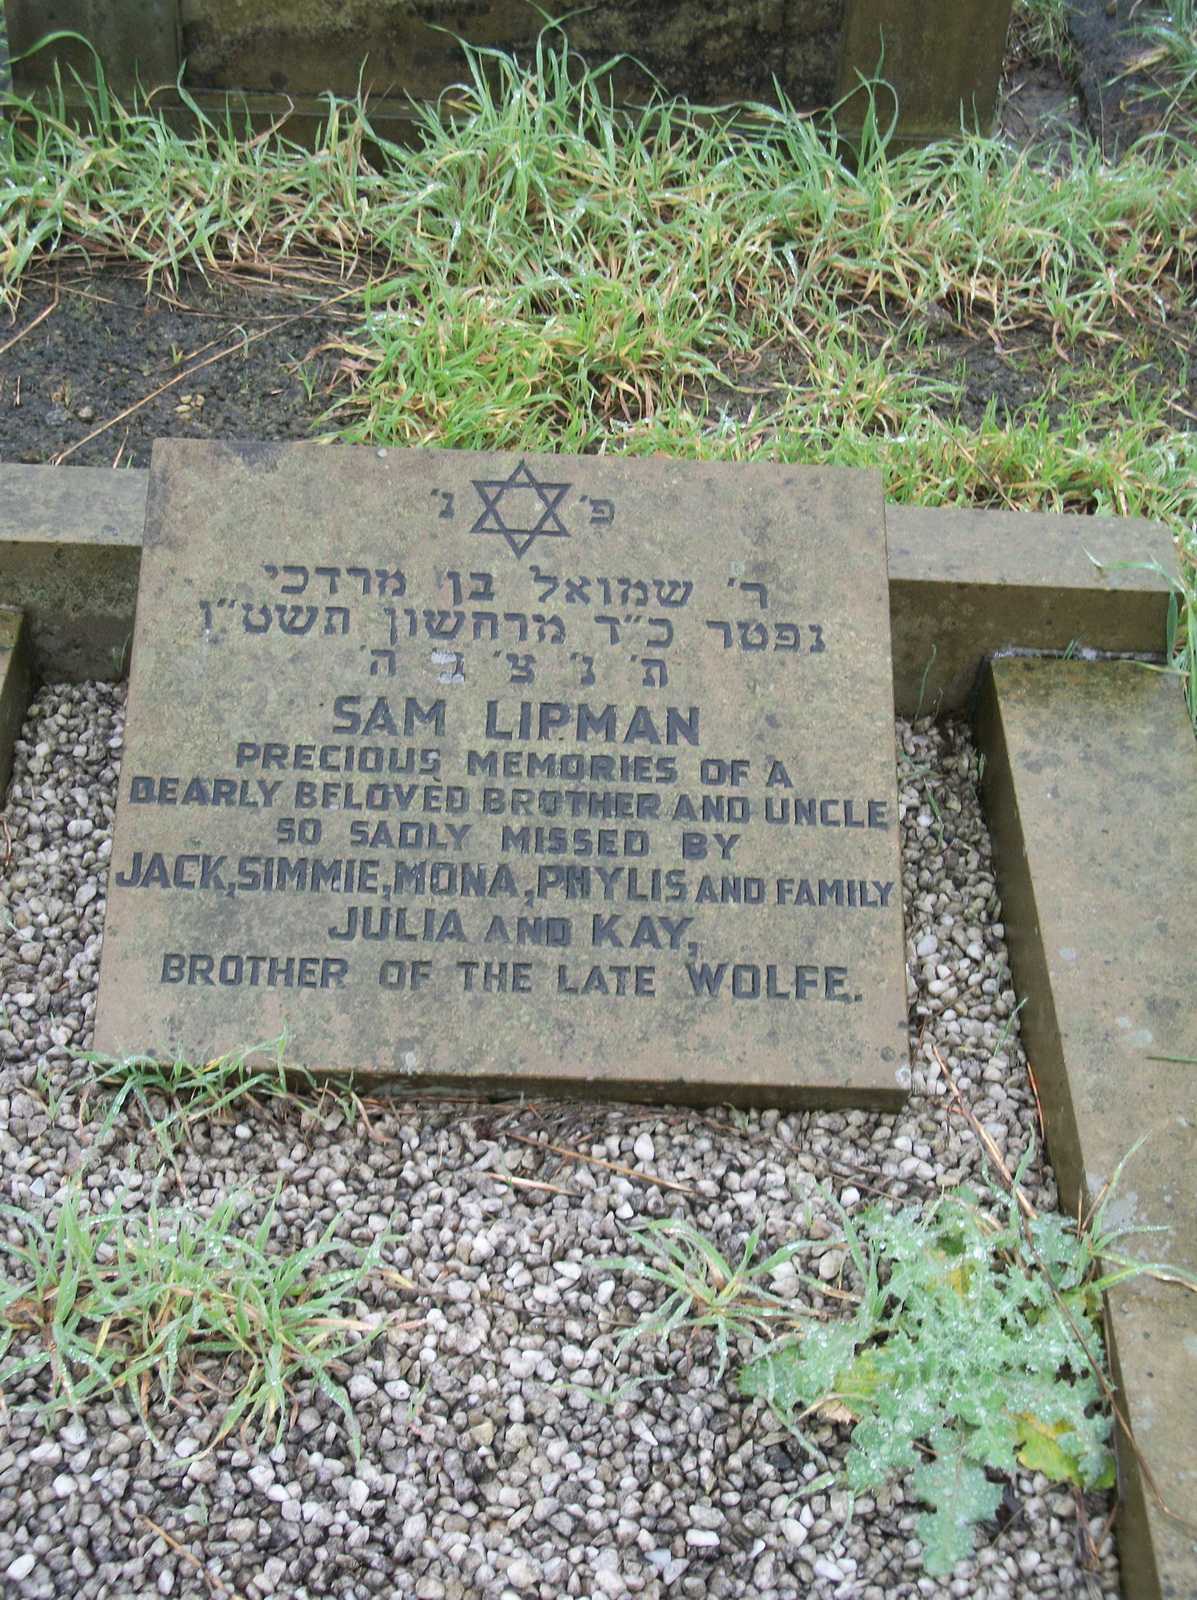 פ׳ נ׳
ר׳ שמואל בן מרדכי
נפטר כ״ד מרחשון תשט״ו
ת׳ נ׳ צ׳ ב׳ ה׳
SAM LIPMAN
PRECIOUS MEMORIES OF A
DEARLY BELOVED BROTHER AND UNCLE
SO SADLY MISSED BY
JACK, SIMMIE, MONA, PHYLIS AND FAMILY
JULIA AND KAY,
BROTHER OF THE LATE WOLFE.